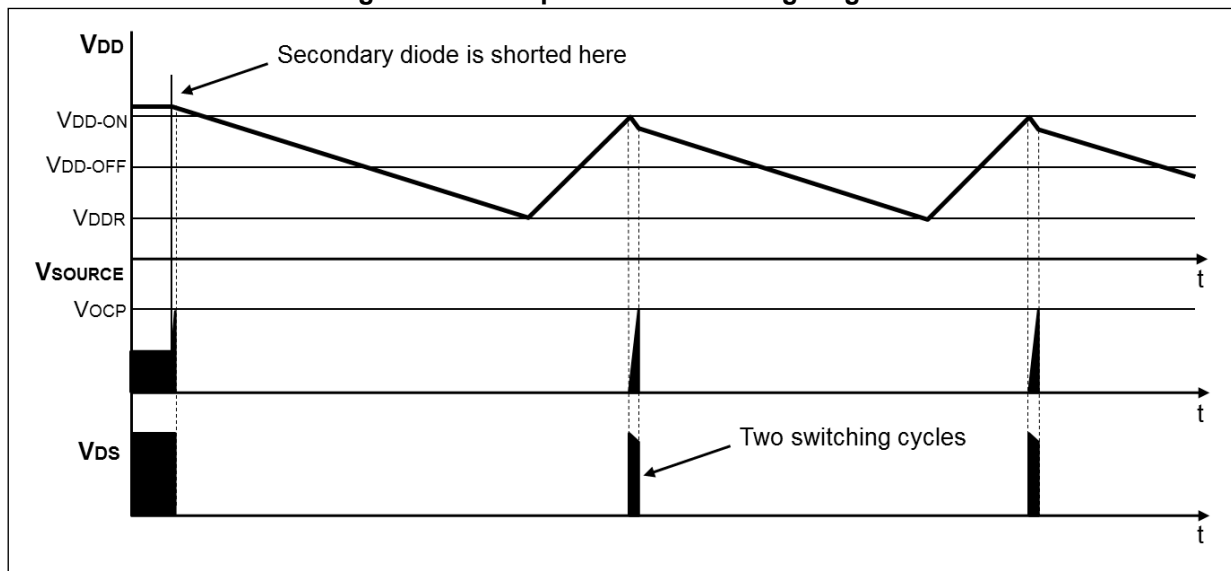 VDD
Secondary diode is shorted here
VDD-ON
VDD-OFF
VDDR
t
VSOURCE
VOCP
t
VDS
Two switching cycles
t